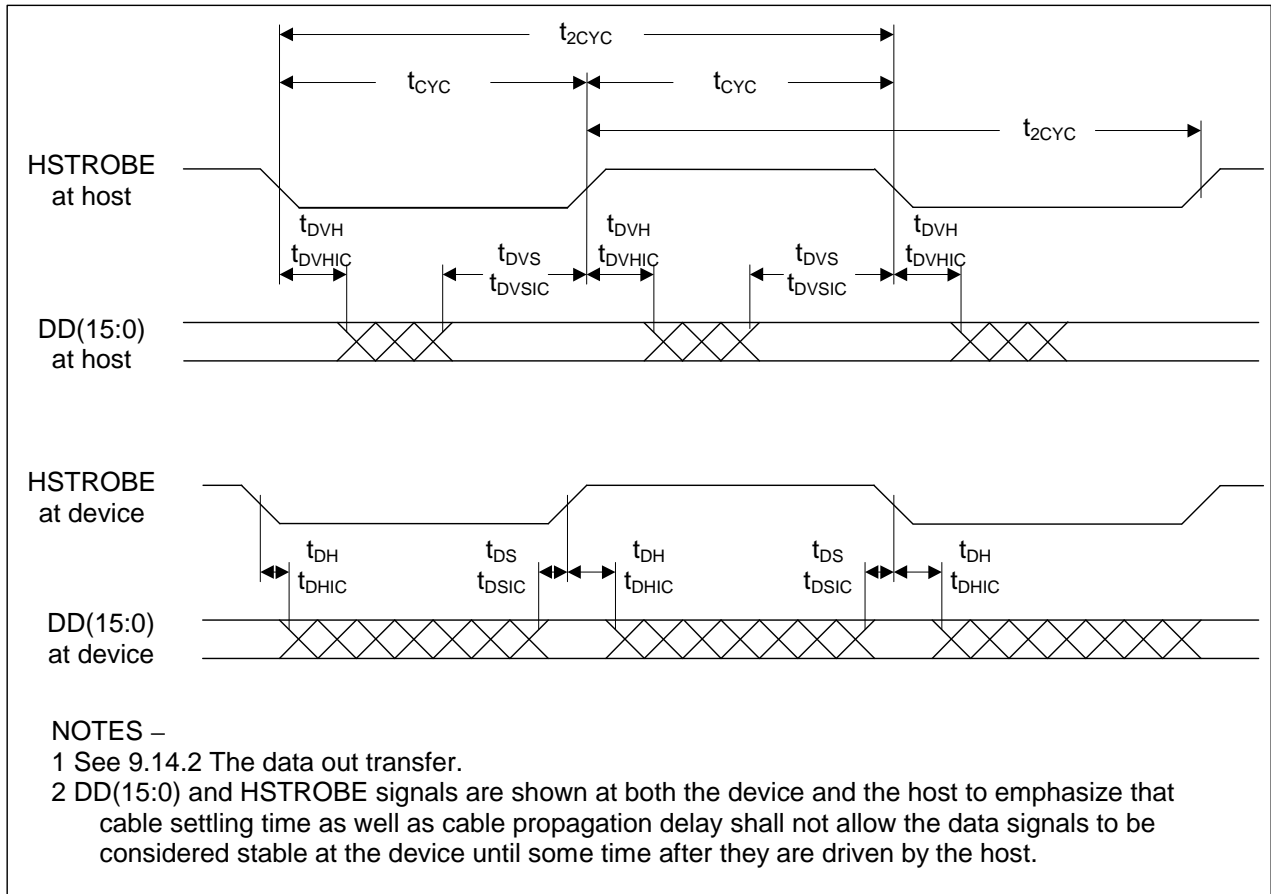 t2CYC
tCYC tCYC
t2CYC
HSTROBE
at host
tDVH tDVH tDVH
tDVHIC tDVS tDVHIC tDVS tDVHIC
tDVSIC tDVSIC
DD(15:0)
at host
HSTROBE
at device
tDH tDS tDH tDS tDH
tDHIC tDSIC tDHIC tDSIC tDHIC
DD(15:0)
at device
NOTES –
1 See 9.14.2 The data out transfer.
2 DD(15:0) and HSTROBE signals are shown at both the device and the host to emphasize that
cable settling time as well as cable propagation delay shall not allow the data signals to be
considered stable at the device until some time after they are driven by the host.